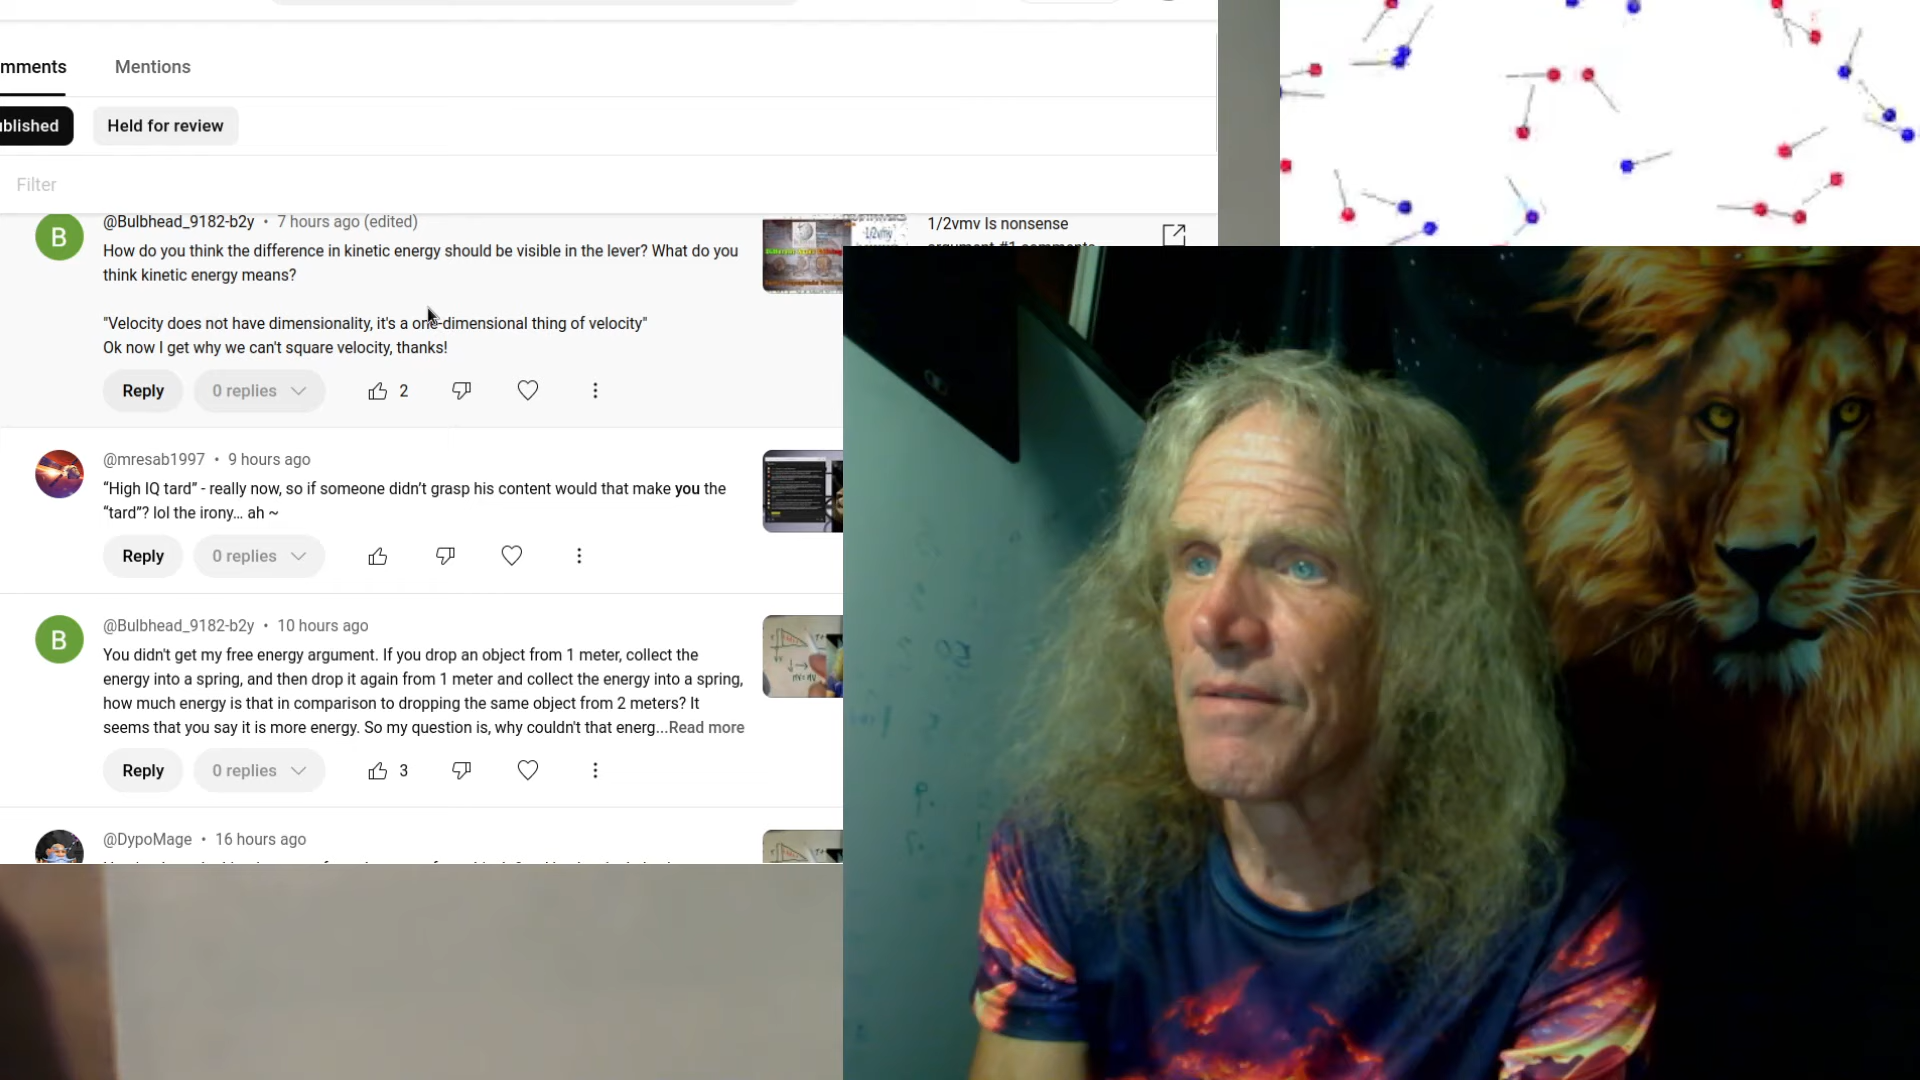 mments
Mentions
ublished
Held for review
Filter
@Bulbhead_9182-b2y • 7 hours ago (edited)
How do you think the difference in kinetic energy should be visible in the lever? What do you
think kinetic energy means?
"Velocity does not have dimensionality, it's a one-dimensional thing of velocity"
Ok now I get why we can't square velocity, thanks!
Reply
0 replies
2
1/2vmv Is nonsense
argument #1 comments
@mresab1997 • 9 hours ago
“High IQ tard” - really now, so if someone didn’t grasp his content would that make you the
“tard”? lol the irony… ah ~
Reply
0 replies
@Bulbhead_9182-b2y • 10 hours ago
You didn't get my free energy argument. If you drop an object from 1 meter, collect the
energy into a spring, and then drop it again from 1 meter and collect the energy into a spring,
how much energy is that in comparison to dropping the same object from 2 meters? It
seems that you say it is more energy. So my question is, why couldn't that energ...Read more
Reply
0 replies
3
@DypoMage • 16 hours ago